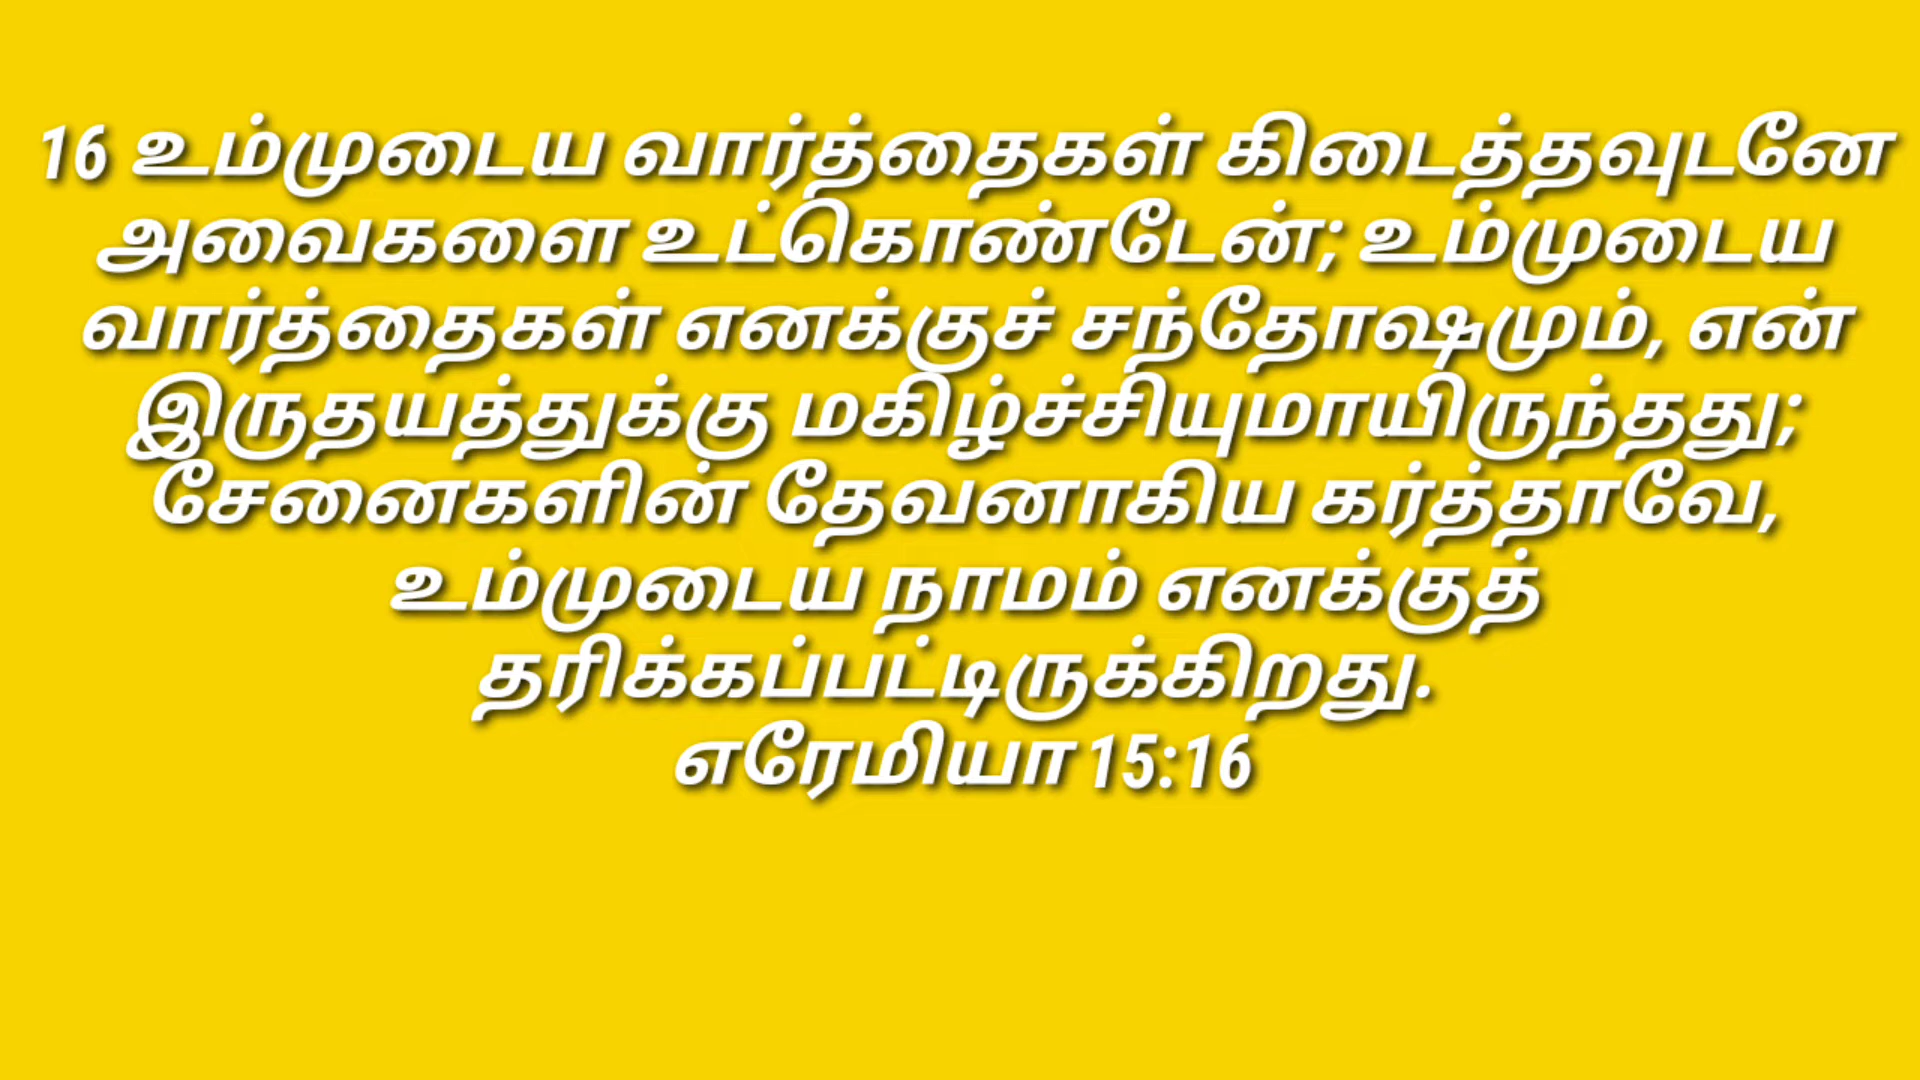 16 உம்முடைய வார்த்தைகள் கிடைத்தவுடனே
அவைகளை உட்கொண்டேன்; உம்முடைய
வார்த்தைகள் எனக்குச் சந்தோஷமும், என்
இருதயத்துக்கு மகிழ்ச்சியுமாயிருந்தது;
சேனைகளின் தேவனாகிய கர்த்தாவே,
உம்முடைய நாமம் எனக்குத்
தரிக்கப்பட்டிருக்கிறது.
எரேமியா 15:16